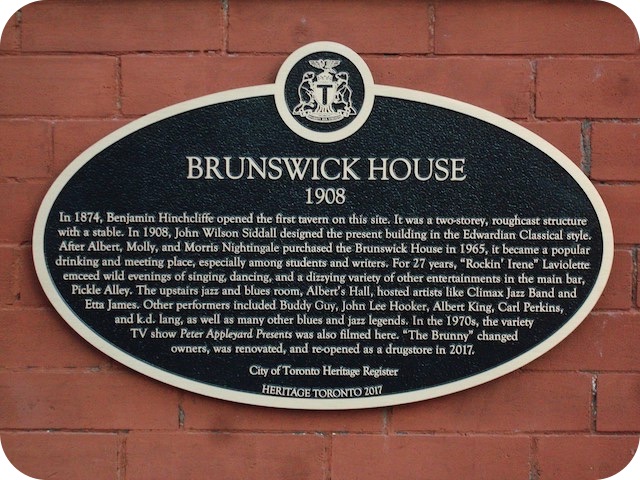 T
BRUNSWICK HOUSE
1908
In 1874, Benjamin Hinchcliffe opened the first tavern on this site. It was a two-storey, roughcast structure
with a stable. In 1908, John Wilson Siddall designed the present building in the Edwardian Classical style.
After Albert, Molly, and Morris Nightingale purchased the Brunswick House in 1965, it became a popular
drinking and meeting place, especially among students and writers. For 27 years, "Rockin' Irene" Laviolette
emceed wild evenings of singing, dancing, and a dizzying variety of other entertainments in the main bar,
Pickle Alley. The upstairs jazz and blues room, Albert's Hall, hosted artists like Climax Jazz Band and
Etta James. Other performers included Buddy Guy, John Lee Hooker, Albert King, Carl Perkins,
and k.d. lang, as well as many other blues and jazz legends. In the 1970s, the variety
TV show Peter Appleyard Presents was also filmed here. "The Brunny" changed
owners, was renovated, and re-opened as a drugstore in 2017.
City of Toronto Heritage Register
HERITAGE TORONTO 2017